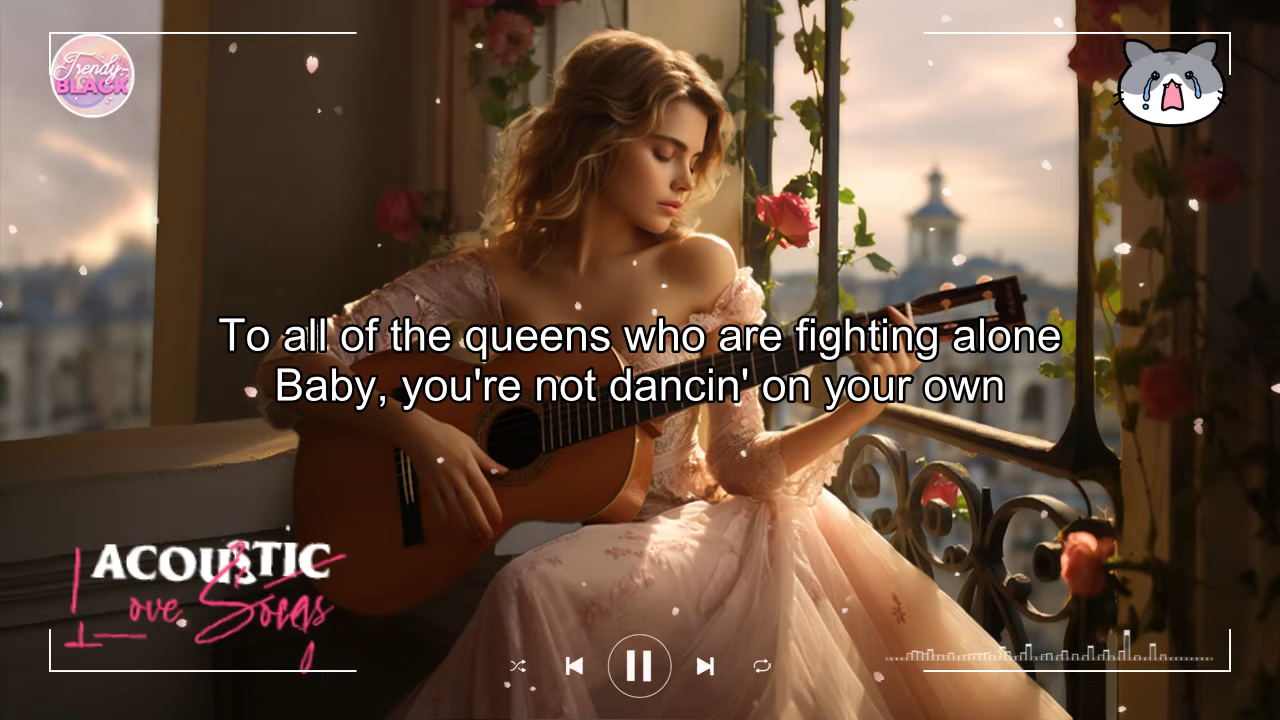 Trendy
BLACK
To all of the queens who are fighting alone
Baby, you're not dancin' on your own
ACOUSTIC
Love Songs